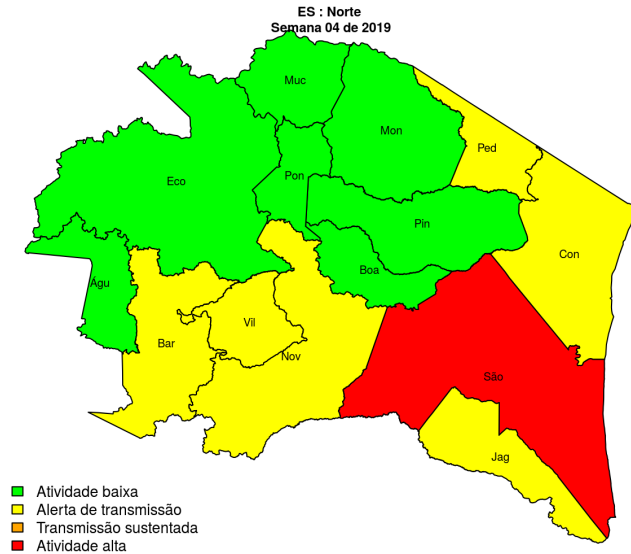 ES : Norte
Semana 04 de 2019
Muc
Mon
Ped
Eco
Pon
Pin
Con
Boa
Águ
Vil
Bar
Nov
São
Jag
Atividade baixa
Alerta de transmissão
Transmissão sustentada
Atividade alta